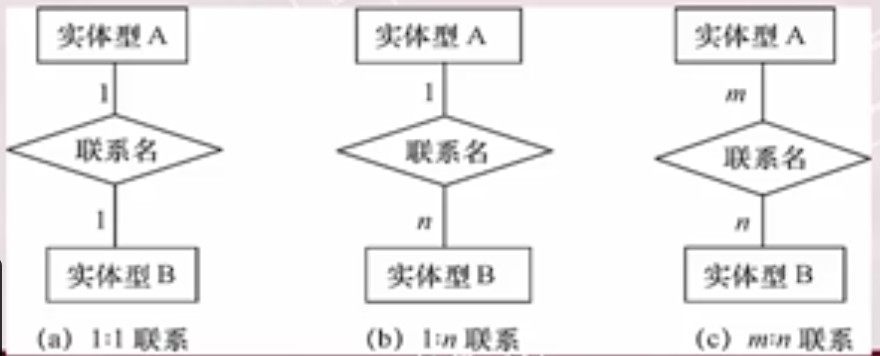 实体型 A
1
联系名
1
实体型 B
(a) 1:1 联系
实体型 A
1
联系名
n
实体型 B
(b) 1:n 联系
实体型 A
m
联系名
n
实体型 B
(c) m:n 联系